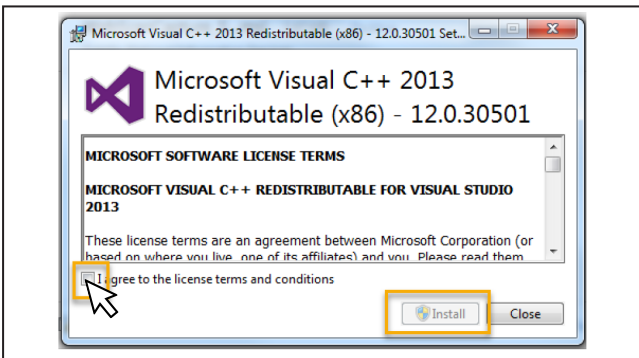 Microsoft Visual C++ 2013 Redistributable (x86) - 12.0.30501 Set...
Microsoft Visual C++ 2013
Redistributable (x86) - 12.0.30501
MICROSOFT SOFTWARE LICENSE TERMS
MICROSOFT VISUAL C++ REDISTRIBUTABLE FOR VISUAL STUDIO
2013
These license terms are an agreement between Microsoft Corporation (or
based on where you live, one of its affiliates) and you. Please read them
I agree to the license terms and conditions
Install
Close